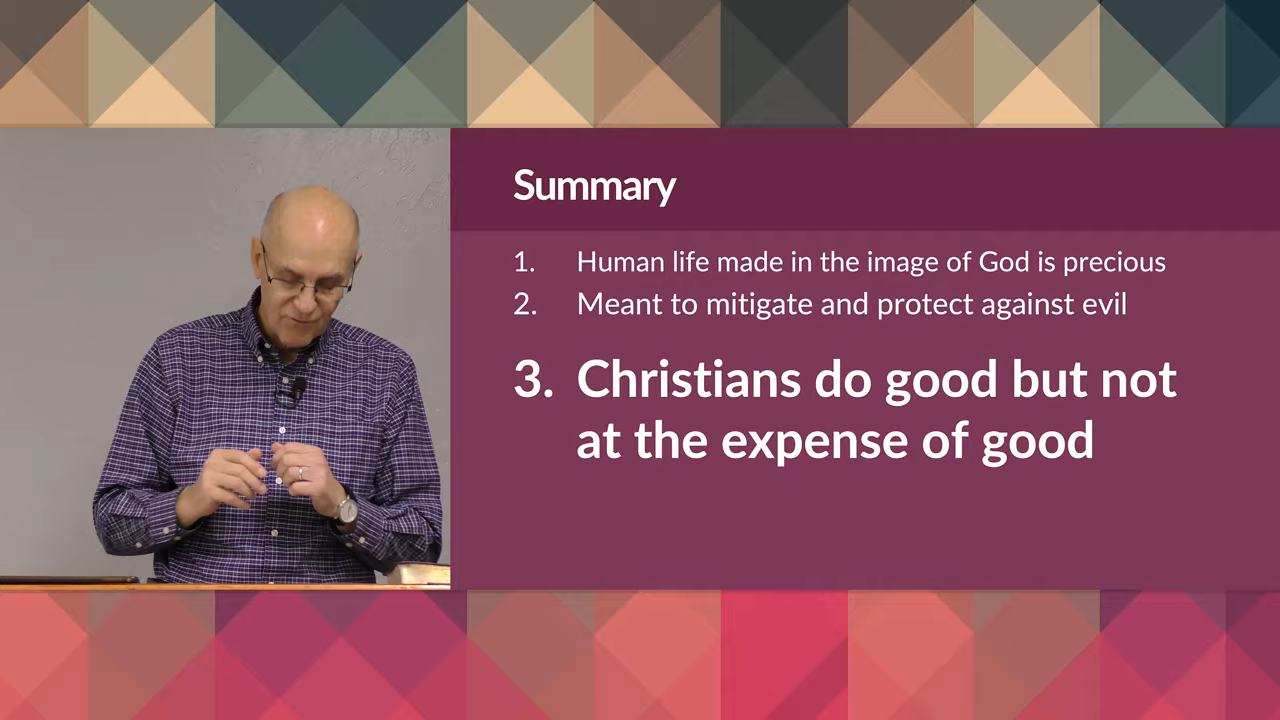 Summary
1. Human life made in the image of God is precious
2. Meant to mitigate and protect against evil
3. Christians do good but not
at the expense of good